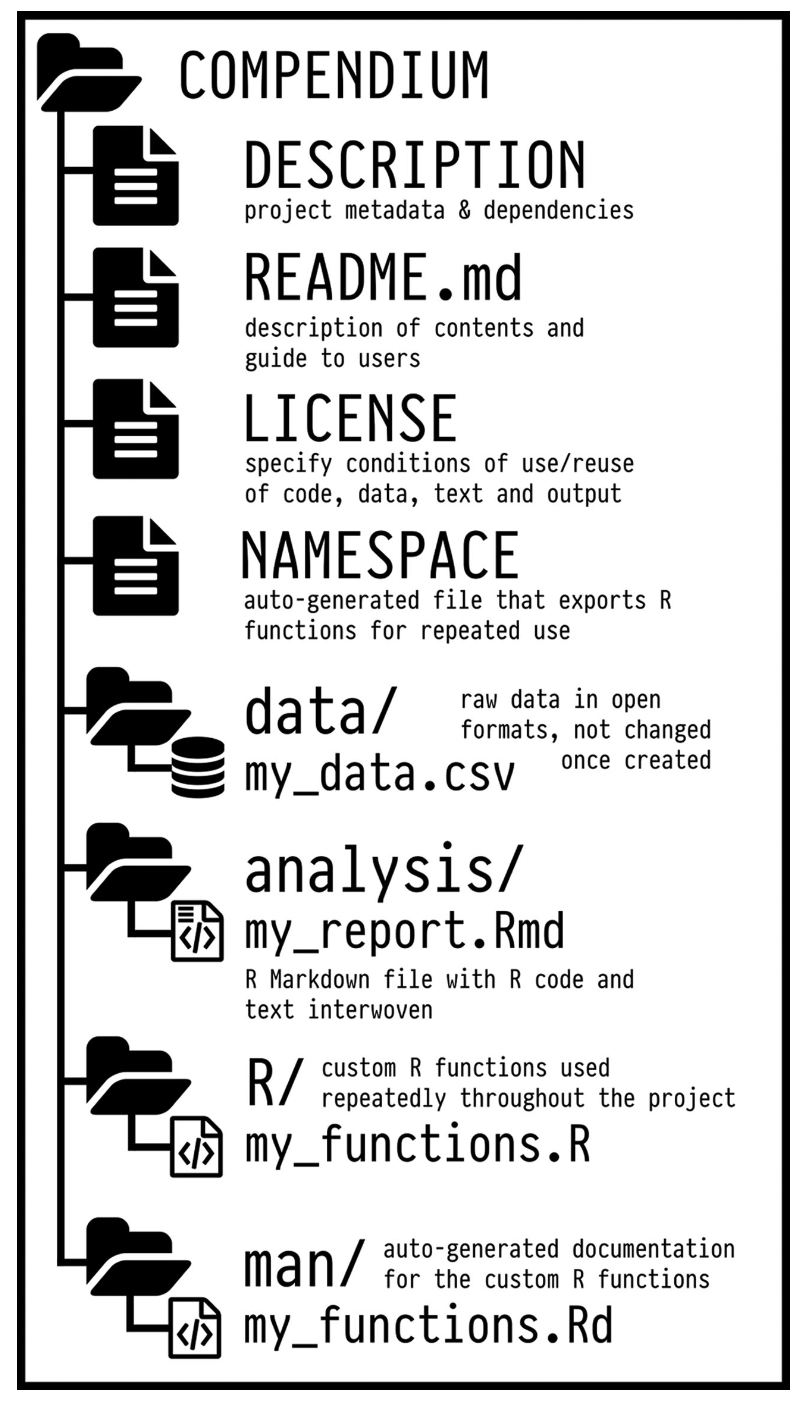 COMPENDIUM
DESCRIPTION
project metadata & dependencies
README.md
description of contents and
guide to users
LICENSE
specify conditions of use/reuse
of code, data, text and output
NAMESPACE
auto-generated file that exports R
functions for repeated use
data/
raw data in open
formats, not changed
once created
my_data.csv
analysis/
my_report.Rmd
R Markdown file with R code and
text interwoven
R/
custom R functions used
repeatedly throughout the project
my_functions.R
man/
auto-generated documentation
for the custom R functions
my_functions.Rd